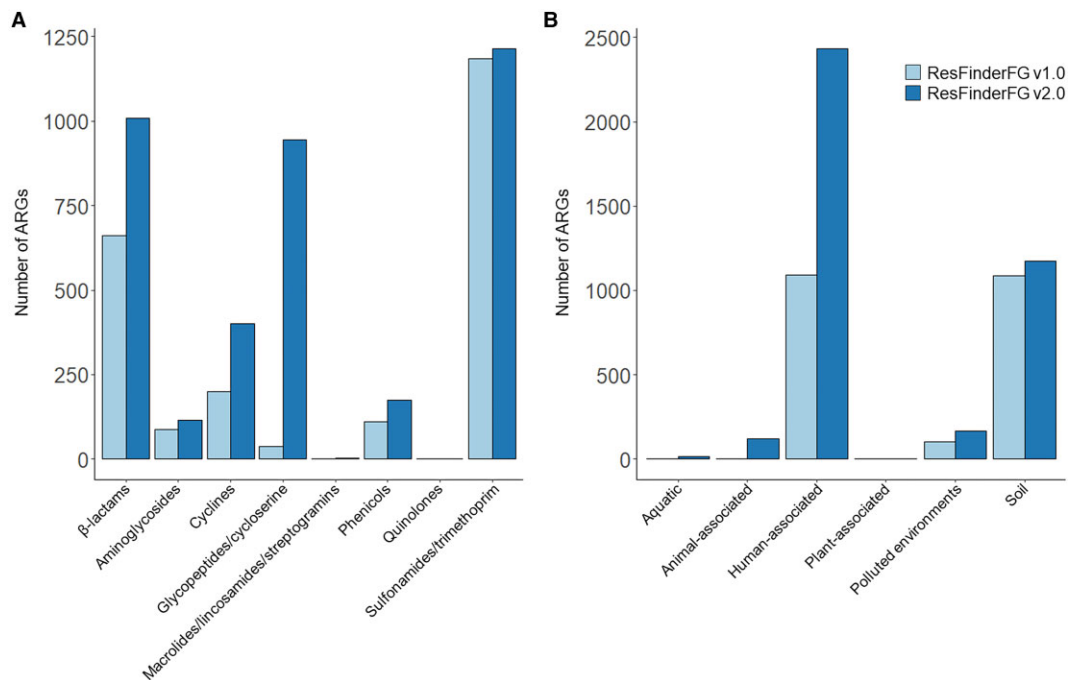 A
Number of ARGs
1250
1000
750
500
250
0
β-lactams
Aminoglycosides
Cyclines
Glycopeptides/cycloserine
Macrolides/lincosamides/streptogramins
Phenicols
Quinolones
Sulfonamides/trimethoprim
B
Number of ARGs
2500
2000
1500
1000
500
0
Aquatic
Animal-associated
Human-associated
Plant-associated
Polluted environments
Soil
ResFinderFG v1.0
ResFinderFG v2.0